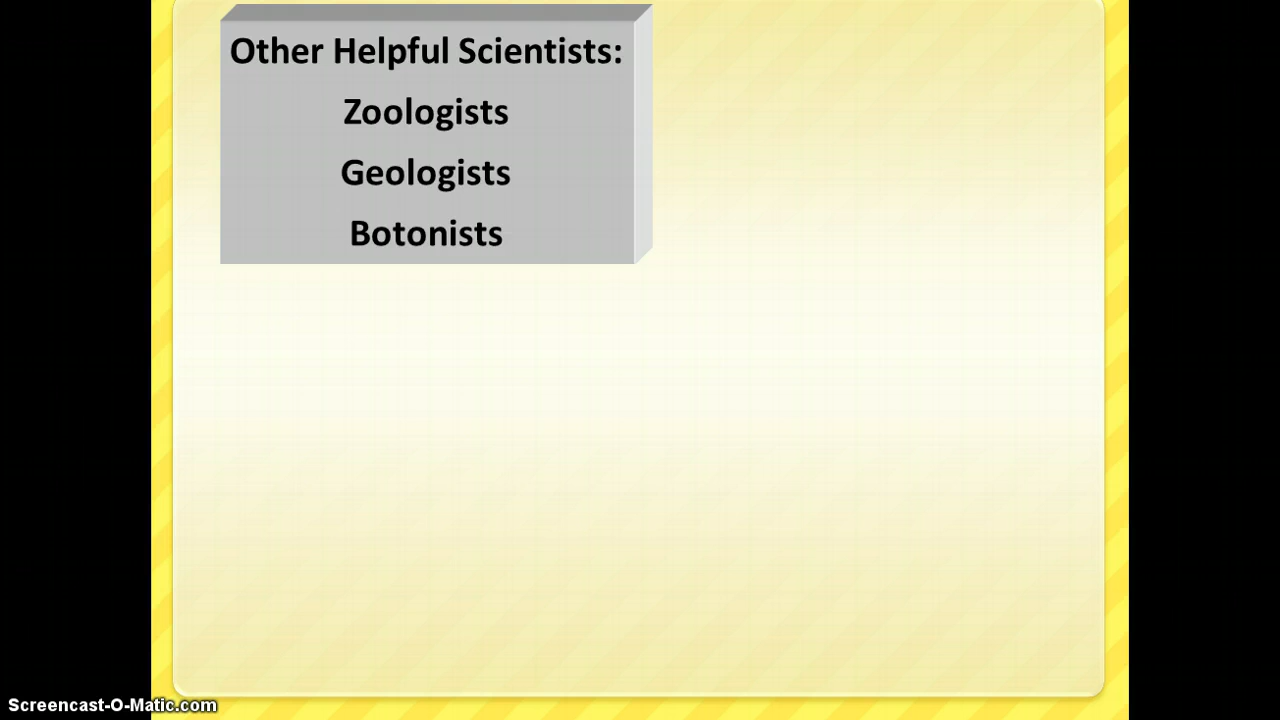 Other Helpful Scientists:
Zoologists
Geologists
Botonists
Screencast-O-Matic.com